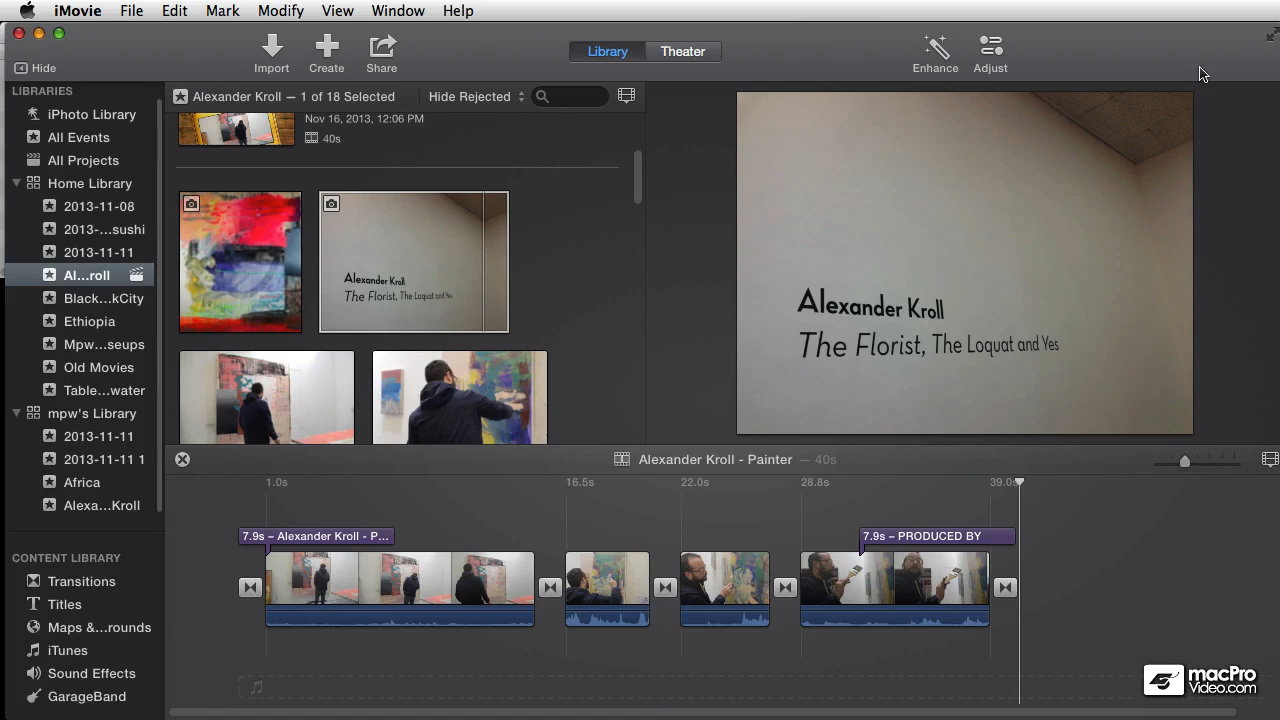 iMovie File Edit Mark Modify View Window Help
Hide
Import
Create
Share
Library
Theater
Enhance
Adjust
LIBRARIES
iPhoto Library
All Events
All Projects
Home Library
2013-11-08
2013-...sushi
2013-11-11
Al...roll
Black...kCity
Ethiopia
Mpw...seups
Old Movies
Table...water
mpw's Library
2013-11-11
2013-11-11 1
Africa
Alexa...Kroll
CONTENT LIBRARY
Transitions
Titles
Maps &...rounds
iTunes
Sound Effects
GarageBand
Alexander Kroll — 1 of 18 Selected
Hide Rejected
Nov 16, 2013, 12:06 PM
40s
Alexander Kroll
The Florist, The Loquat and Yes
Alexander Kroll
The Florist, The Loquat and Yes
Alexander Kroll - Painter — 40s
1.0s
16.5s
22.0s
28.8s
39.0s
7.9s – Alexander Kroll - P...
7.9s – PRODUCED BY
macPro
Video.com